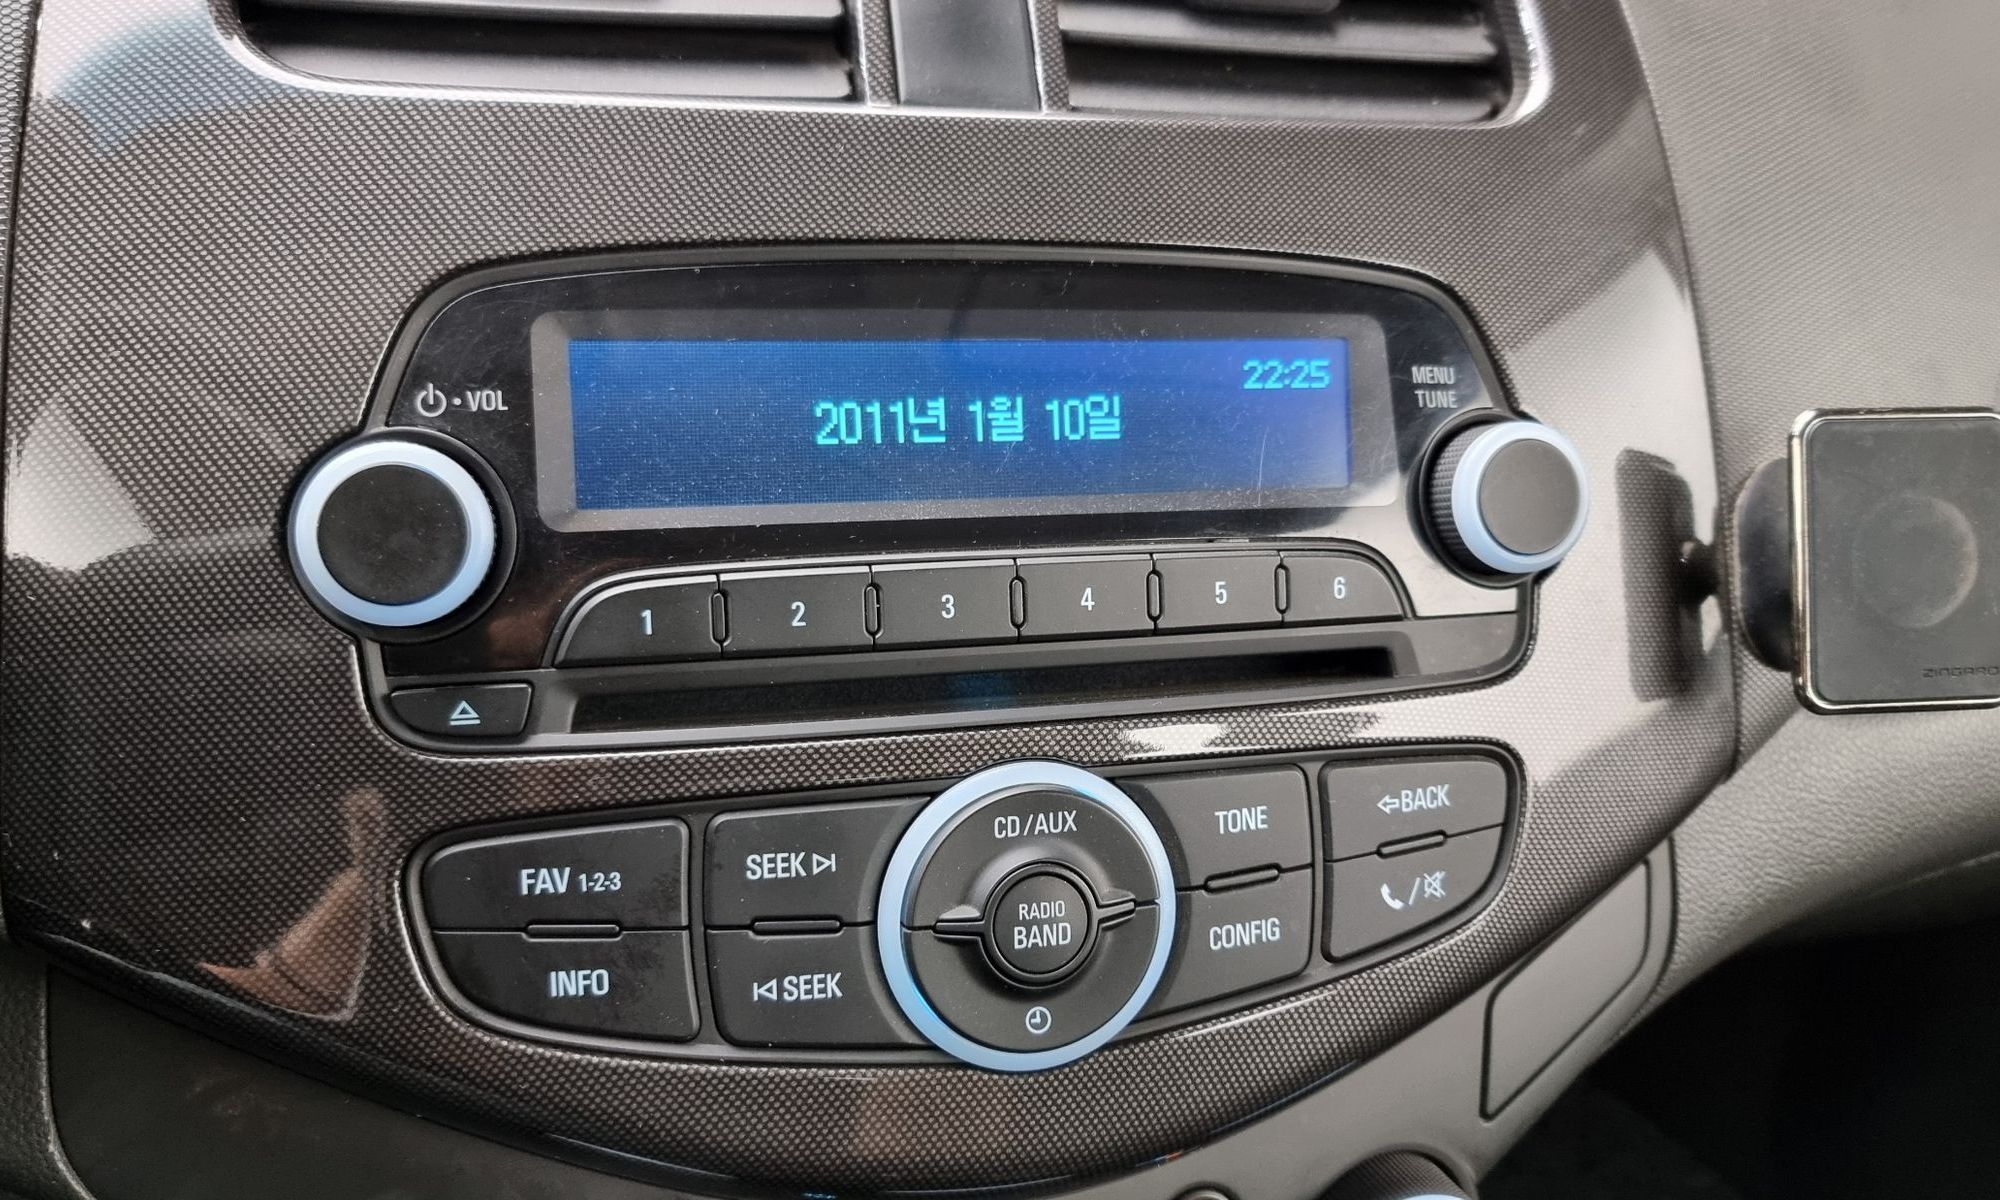 22:25
2011년 1월 10일
VOL
MENU
TUNE
1 2 3 4 5 6
FAV 1-2-3
INFO
SEEK
SEEK
CD/AUX
RADIO
BAND
TONE
CONFIG
BACK
/
ZINGARO